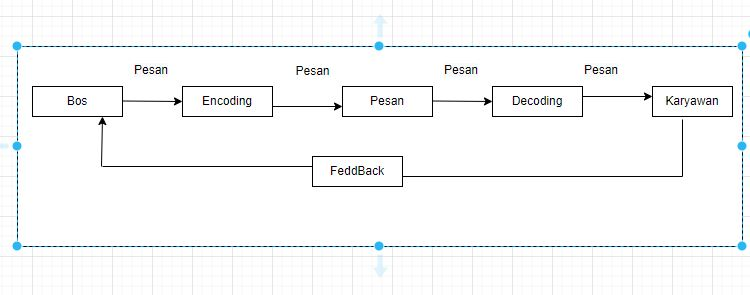 Pesan
Pesan
Pesan
Pesan
Bos
Encoding
Pesan
Decoding
Karyawan
FeddBack